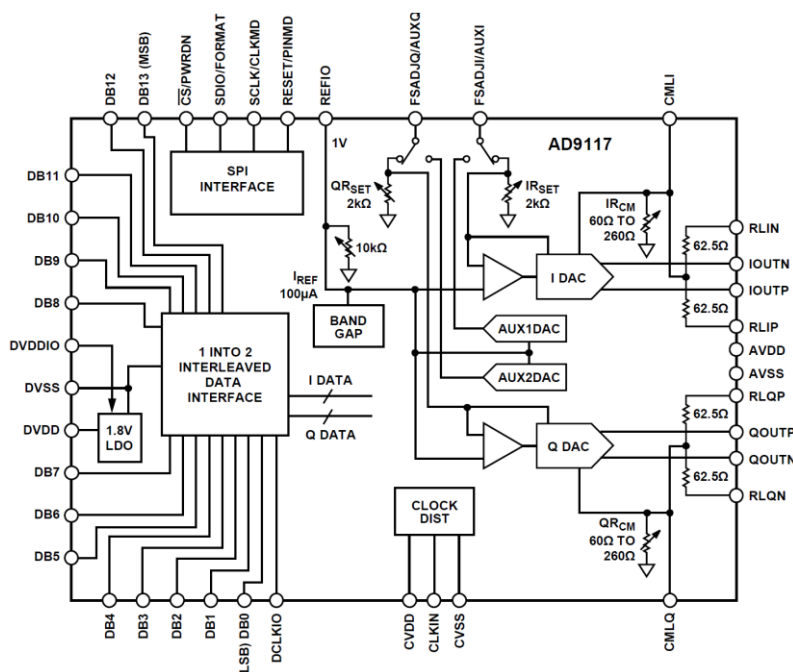 DB12
DB13 (MSB)
CS/PWRDN
SDIO/FORMAT
SCLK/CLKMD
RESET/PINMD
REFIO
FSADJQ/AUXQ
FSADJI/AUXI
CMLI
AD9117
1V
SPI
INTERFACE
QRSET
2kΩ
IRSET
2kΩ
IRCM
60Ω TO
260Ω
10kΩ
IREF
100µA
BAND
GAP
I DAC
AUX1DAC
AUX2DAC
Q DAC
62.5Ω
62.5Ω
62.5Ω
62.5Ω
RLIN
IOUTN
IOUTP
RLIP
AVDD
AVSS
RLQP
QOUTP
QOUTN
RLQN
DB11
DB10
DB9
DB8
DVDDIO
DVSS
DVDD
DB7
DB6
DB5
1 INTO 2
INTERLEAVED
DATA
INTERFACE
1.8V
LDO
I DATA
Q DATA
CLOCK
DIST
QRCM
60Ω TO
260Ω
DB4
DB3
DB2
DB1
LSB) DB0
DCLKIO
CVDD
CLKIN
CVSS
CMLQ